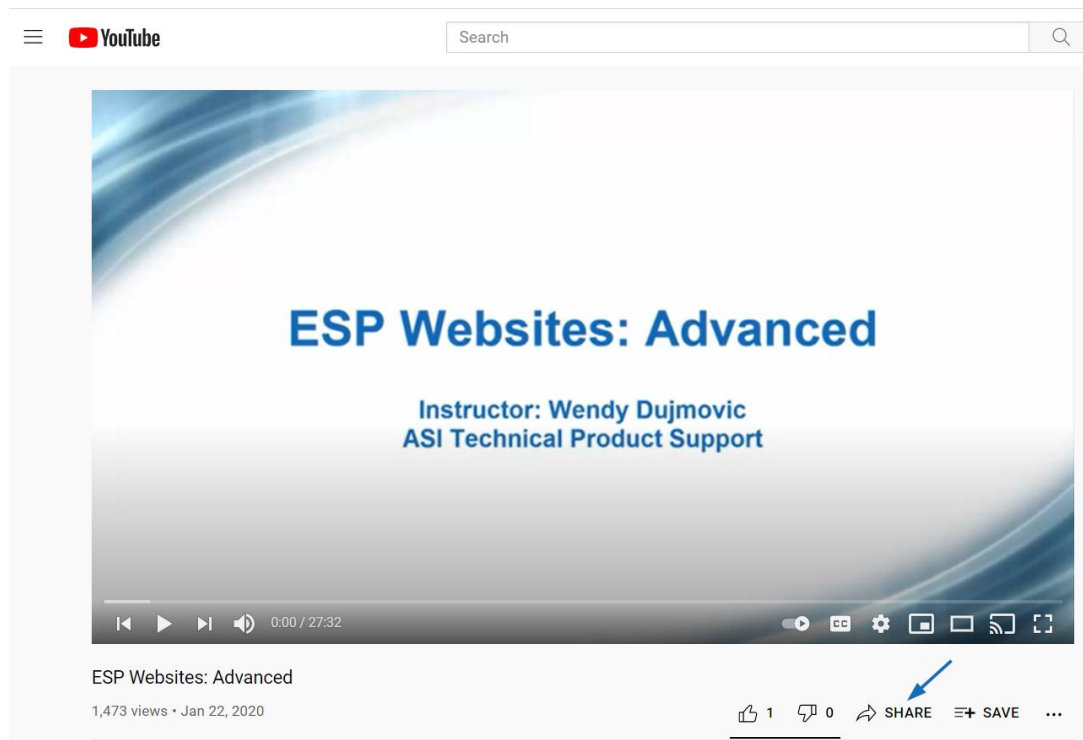 YouTube
Search
ESP Websites: Advanced
Instructor: Wendy Dujmovic
ASI Technical Product Support
0:00 / 27:32
CC
ESP Websites: Advanced
1,473 views • Jan 22, 2020
1 0 SHARE SAVE ...